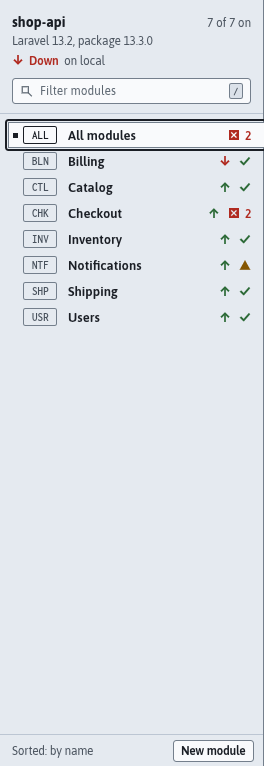 shop-api 7 of 7 on
Laravel 13.2, package 13.3.0
Down on local
Filter modules /
ALL All modules 2
BLN Billing
CTL Catalog
CHK Checkout 2
INV Inventory
NTF Notifications
SHP Shipping
USR Users
Sorted: by name New module